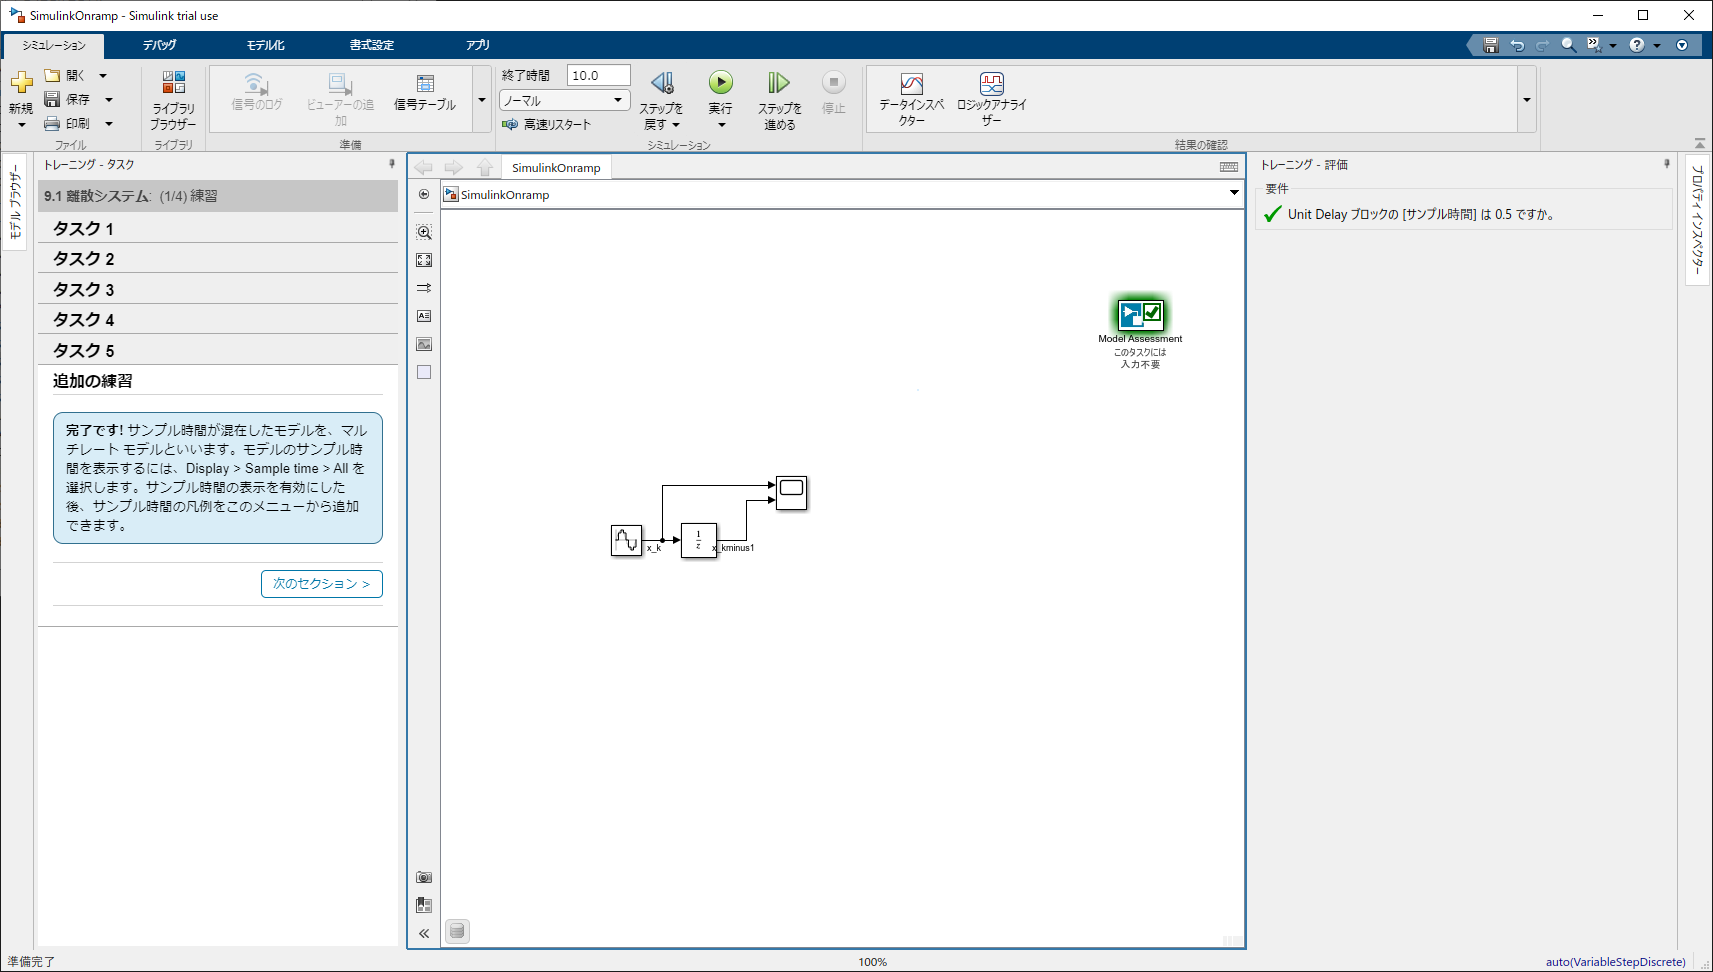 SimulinkOnramp - Simulink trial use
シミュレーション デバッグ モデル化 書式設定 アプリ
新規
開く
保存
印刷
ファイル
ライブラリ
ブラウザー
ライブラリ
信号のログ
ビューアーの追
加
信号テーブル
準備
終了時間 10.0
ノーマル
高速リスタート
ステップを
戻す
実行
ステップを
進める
停止
シミュレーション
データインスペ
クター
ロジックアナライ
ザー
結果の確認
モデル ブラウザー
トレーニング - タスク
9.1 離散システム: (1/4) 練習
タスク 1
タスク 2
タスク 3
タスク 4
タスク 5
追加の練習
完了です! サンプル時間が混在したモデルを、マル
チレート モデルといいます。モデルのサンプル時
間を表示するには、Display > Sample time > All を
選択します。サンプル時間の表示を有効にした
後、サンプル時間の凡例をこのメニューから追加
できます。
次のセクション >
SimulinkOnramp
SimulinkOnramp
Model Assessment
このタスクには
入力不要
x_k
1
z
x_kminus1
トレーニング - 評価
要件
Unit Delay ブロックの [サンプル時間] は 0.5 ですか。
プロパティ インスペクター
準備完了
100%
auto(VariableStepDiscrete)